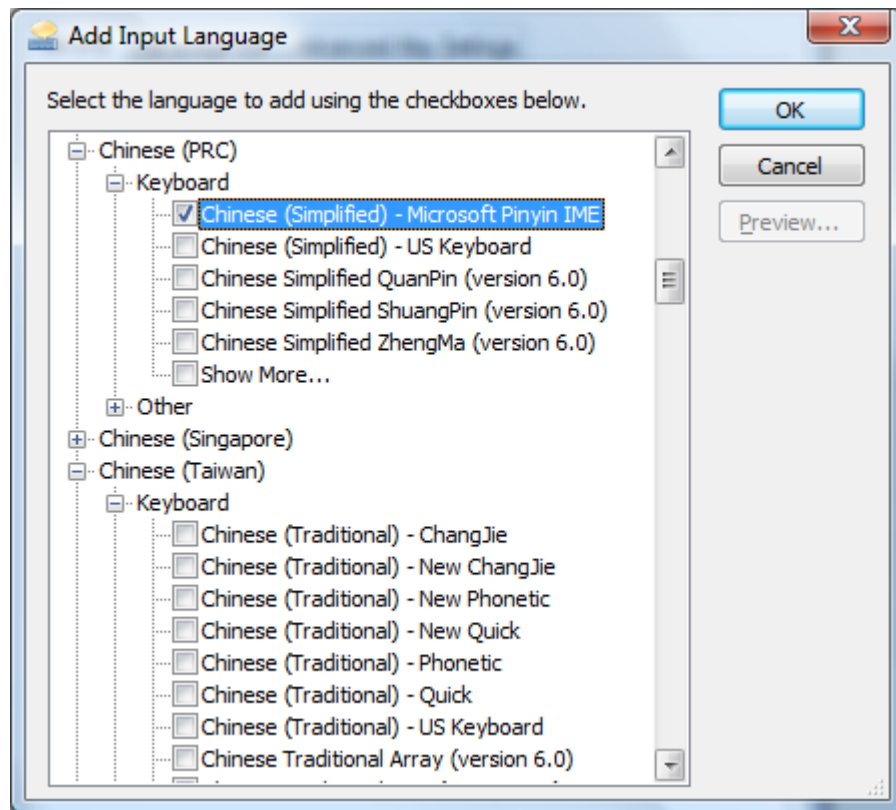 Add Input Language
Select the language to add using the checkboxes below.
OK
Cancel
Preview...
Chinese (PRC)
Keyboard
Chinese (Simplified) - Microsoft Pinyin IME
Chinese (Simplified) - US Keyboard
Chinese Simplified QuanPin (version 6.0)
Chinese Simplified ShuangPin (version 6.0)
Chinese Simplified ZhengMa (version 6.0)
Show More...
Other
Chinese (Singapore)
Chinese (Taiwan)
Keyboard
Chinese (Traditional) - ChangJie
Chinese (Traditional) - New ChangJie
Chinese (Traditional) - New Phonetic
Chinese (Traditional) - New Quick
Chinese (Traditional) - Phonetic
Chinese (Traditional) - Quick
Chinese (Traditional) - US Keyboard
Chinese Traditional Array (version 6.0)